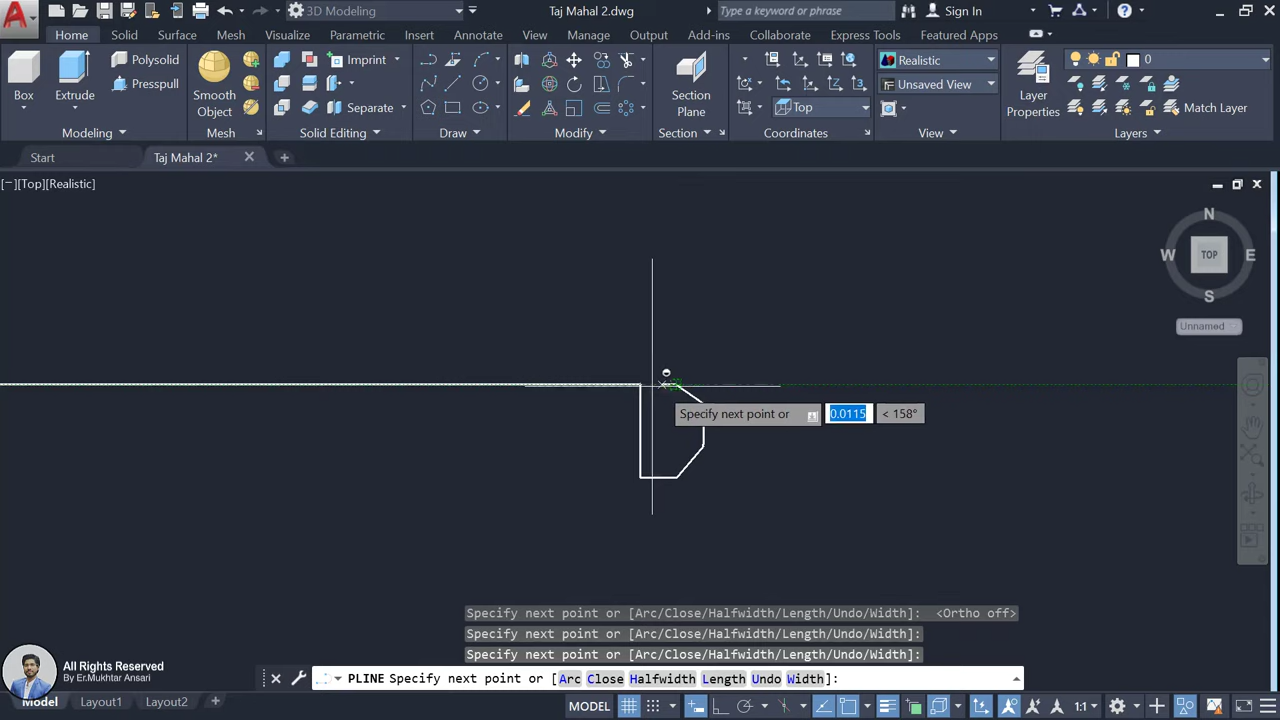 3D Modeling
Taj Mahal 2.dwg
Type a keyword or phrase
Sign In
Home
Solid
Surface
Mesh
Visualize
Parametric
Insert
Annotate
View
Manage
Output
Add-ins
Collaborate
Express Tools
Featured Apps
Box
Extrude
Polysolid
Presspull
Smooth
Object
Imprint
Separate
Section
Plane
Top
Realistic
Unsaved View
Layer
Properties
0
Match Layer
Modeling
Mesh
Solid Editing
Draw
Modify
Section
Coordinates
View
Layers
Start
Taj Mahal 2*
[−][Top][Realistic]
N
W
TOP
E
S
Unnamed
Specify next point or
0.0115
< 158°
Specify next point or [Arc/Close/Halfwidth/Length/Undo/Width]:  <Ortho off>
Specify next point or [Arc/Close/Halfwidth/Length/Undo/Width]:
Specify next point or [Arc/Close/Halfwidth/Length/Undo/Width]:
PLINE Specify next point or [Arc Close Halfwidth Length Undo Width]:
All Rights Reserved
By Er.Mukhtar Ansari
Model
Layout1
Layout2
MODEL
1:1